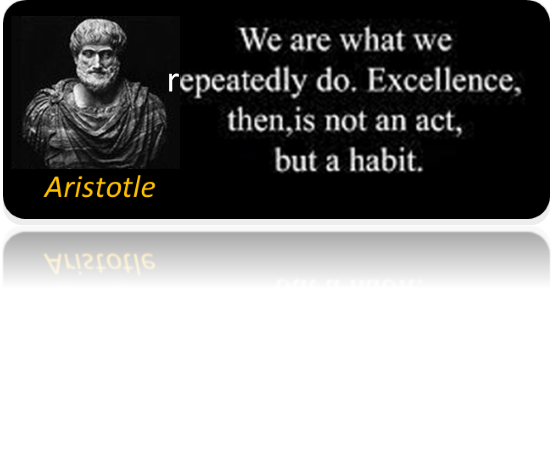 We are what we
repeatedly do. Excellence,
then,is not an act,
but a habit.
Aristotle